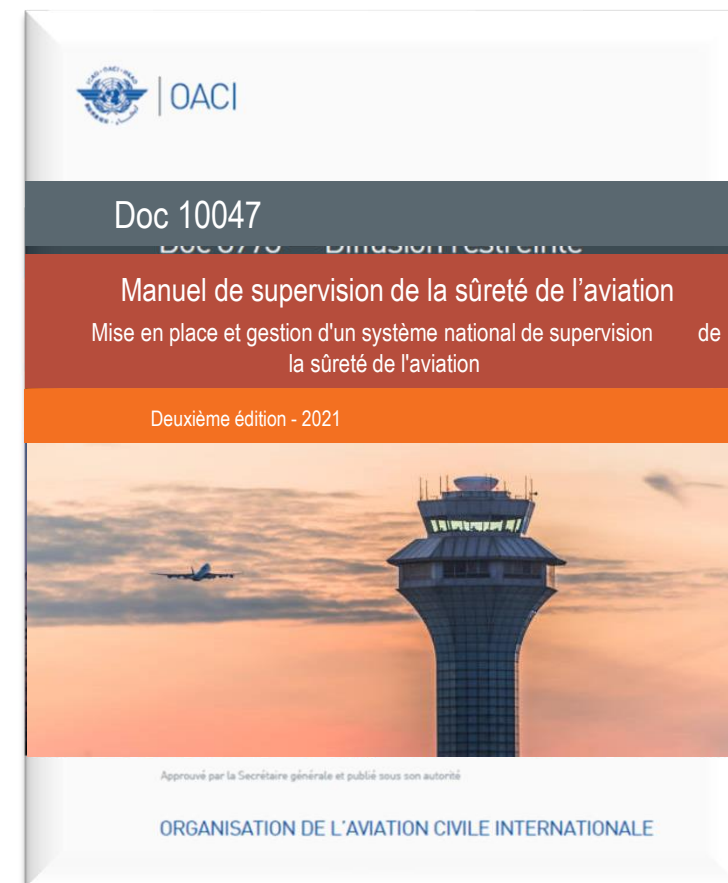 OACI
Doc 10047
Manuel de supervision de la sûreté de l’aviation
Mise en place et gestion d'un système national de supervision de
la sûreté de l'aviation
Deuxième édition - 2021
Approuvé par la Secrétaire générale et publié sous son autorité
ORGANISATION DE L'AVIATION CIVILE INTERNATIONALE